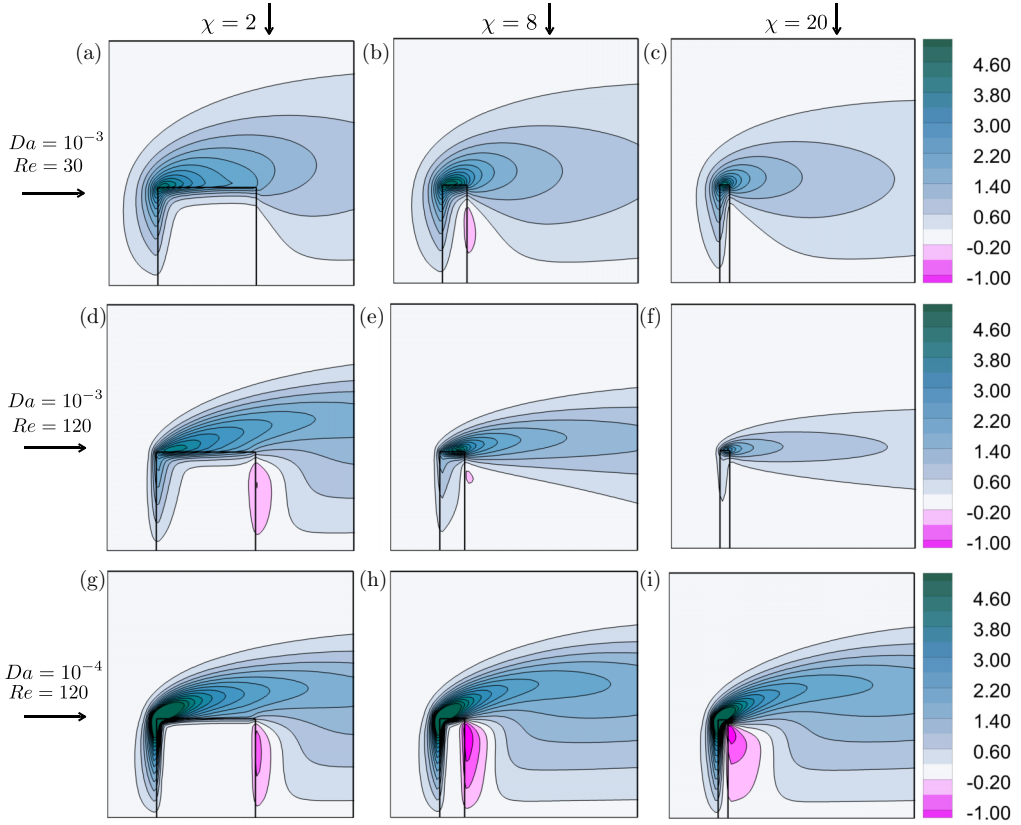 χ = 2
χ = 8
χ = 20
(a)
(b)
(c)
Da = 10⁻³
Re = 30
4.60
3.80
3.00
2.20
1.40
0.60
-0.20
-1.00
(d)
(e)
(f)
Da = 10⁻³
Re = 120
4.60
3.80
3.00
2.20
1.40
0.60
-0.20
-1.00
(g)
(h)
(i)
Da = 10⁻⁴
Re = 120
4.60
3.80
3.00
2.20
1.40
0.60
-0.20
-1.00